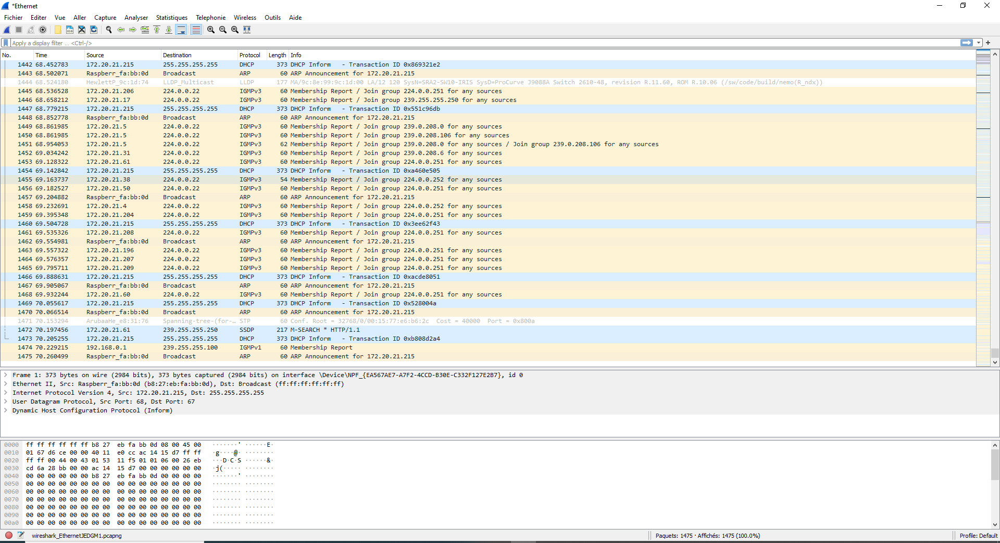 *Ethernet
Fichier Editer Vue Aller Capture Analyser Statistiques Telephonie Wireless Outils Aide
Apply a display filter ... <Ctrl-/>
No. Time Source Destination Protocol Length Info
1442 68.452783 172.20.21.215 255.255.255.255 DHCP 373 DHCP Inform - Transaction ID 0x869321e2
1443 68.502071 Raspberr_fa:bb:0d Broadcast ARP 60 ARP Announcement for 172.20.21.215
1444 68.524180 HewlettP_9c:1d:74 LLDP_Multicast LLDP 177 MA/9c:8e:99:9c:1d:00 LA/12 120 SysN=SRA2-SW10-IRIS SysD=ProCurve J9088A Switch 2610-48, revision R.11.60, ROM R.10.06 (/sw/code/build/nemo(R_ndx))
1445 68.536528 172.20.21.206 224.0.0.22 IGMPv3 60 Membership Report / Join group 224.0.0.251 for any sources
1446 68.658212 172.20.21.17 224.0.0.22 IGMPv3 60 Membership Report / Join group 239.255.255.250 for any sources
1447 68.779215 172.20.21.215 255.255.255.255 DHCP 373 DHCP Inform - Transaction ID 0x551c96db
1448 68.852778 Raspberr_fa:bb:0d Broadcast ARP 60 ARP Announcement for 172.20.21.215
1449 68.861985 172.20.21.5 224.0.0.22 IGMPv3 60 Membership Report / Join group 239.0.208.0 for any sources
1450 68.861985 172.20.21.5 224.0.0.22 IGMPv3 60 Membership Report / Join group 239.0.208.106 for any sources
1451 68.954053 172.20.21.5 224.0.0.22 IGMPv3 62 Membership Report / Join group 239.0.208.0 for any sources / Join group 239.0.208.106 for any sources
1452 69.034242 172.20.21.31 224.0.0.22 IGMPv3 60 Membership Report / Join group 239.0.208.6 for any sources
1453 69.128322 172.20.21.61 224.0.0.22 IGMPv3 60 Membership Report / Join group 224.0.0.251 for any sources
1454 69.142842 172.20.21.215 255.255.255.255 DHCP 373 DHCP Inform - Transaction ID 0xa460e505
1455 69.163737 172.20.21.38 224.0.0.22 IGMPv3 54 Membership Report / Join group 224.0.0.252 for any sources
1456 69.182527 172.20.21.50 224.0.0.22 IGMPv3 60 Membership Report / Join group 224.0.0.251 for any sources
1457 69.204882 Raspberr_fa:bb:0d Broadcast ARP 60 ARP Announcement for 172.20.21.215
1458 69.232691 172.20.21.4 224.0.0.22 IGMPv3 60 Membership Report / Join group 224.0.0.252 for any sources
1459 69.395348 172.20.21.204 224.0.0.22 IGMPv3 60 Membership Report / Join group 224.0.0.251 for any sources
1460 69.504728 172.20.21.215 255.255.255.255 DHCP 373 DHCP Inform - Transaction ID 0x3ee62f43
1461 69.535326 172.20.21.208 224.0.0.22 IGMPv3 60 Membership Report / Join group 224.0.0.251 for any sources
1462 69.554981 Raspberr_fa:bb:0d Broadcast ARP 60 ARP Announcement for 172.20.21.215
1463 69.557322 172.20.21.196 224.0.0.22 IGMPv3 60 Membership Report / Join group 224.0.0.251 for any sources
1464 69.576357 172.20.21.207 224.0.0.22 IGMPv3 60 Membership Report / Join group 224.0.0.251 for any sources
1465 69.795711 172.20.21.209 224.0.0.22 IGMPv3 60 Membership Report / Join group 224.0.0.251 for any sources
1466 69.888631 172.20.21.215 255.255.255.255 DHCP 373 DHCP Inform - Transaction ID 0xacde8051
1467 69.905067 Raspberr_fa:bb:0d Broadcast ARP 60 ARP Announcement for 172.20.21.215
1468 69.932244 172.20.21.60 224.0.0.22 IGMPv3 60 Membership Report / Join group 224.0.0.251 for any sources
1469 70.055617 172.20.21.215 255.255.255.255 DHCP 373 DHCP Inform - Transaction ID 0x528004a
1470 70.066514 Raspberr_fa:bb:0d Broadcast ARP 60 ARP Announcement for 172.20.21.215
1471 70.153294 ArubaaHe_e8:31:76 Spanning-tree-(for-… STP 60 Conf. Root = 32768/0/00:15:77:e6:b6:2c Cost = 40000 Port = 0x800a
1472 70.197456 172.20.21.61 239.255.255.250 SSDP 217 M-SEARCH * HTTP/1.1
1473 70.205255 172.20.21.215 255.255.255.255 DHCP 373 DHCP Inform - Transaction ID 0xb808d2a4
1474 70.229215 192.168.0.1 239.255.255.100 IGMPv1 60 Membership Report
1475 70.260499 Raspberr_fa:bb:0d Broadcast ARP 60 ARP Announcement for 172.20.21.215
Frame 1: 373 bytes on wire (2984 bits), 373 bytes captured (2984 bits) on interface \Device\NPF_{EA567AE7-A7F2-4CCD-B30E-C332F127E2B7}, id 0
Ethernet II, Src: Raspberr_fa:bb:0d (b8:27:eb:fa:bb:0d), Dst: Broadcast (ff:ff:ff:ff:ff:ff)
Internet Protocol Version 4, Src: 172.20.21.215, Dst: 255.255.255.255
User Datagram Protocol, Src Port: 68, Dst Port: 67
Dynamic Host Configuration Protocol (Inform)
0000 ff ff ff ff ff ff b8 27 eb fa bb 0d 08 00 45 00 ·······' ······E·
0010 01 67 d6 ce 00 00 40 11 e0 cc ac 14 15 d7 ff ff ·g····@· ········
0020 ff ff 00 44 00 43 01 53 11 f5 01 01 06 00 26 eb ···D·C·S ······&·
0030 cd 6a 28 bb 00 00 ac 14 15 d7 00 00 00 00 00 00 ·j(····· ········
0040 00 00 00 00 00 00 b8 27 eb fa bb 0d 00 00 00 00 ·······' ········
0050 00 00 00 00 00 00 00 00 00 00 00 00 00 00 00 00 ········ ········
0060 00 00 00 00 00 00 00 00 00 00 00 00 00 00 00 00 ········ ········
0070 00 00 00 00 00 00 00 00 00 00 00 00 00 00 00 00 ········ ········
0080 00 00 00 00 00 00 00 00 00 00 00 00 00 00 00 00 ········ ········
0090 00 00 00 00 00 00 00 00 00 00 00 00 00 00 00 00 ········ ········
00a0 00 00 00 00 00 00 00 00 00 00 00 00 00 00 00 00 ········ ········
wireshark_EthernetJEDGM1.pcapng Paquets: 1475 · Affichés: 1475 (100.0%) Profile: Default